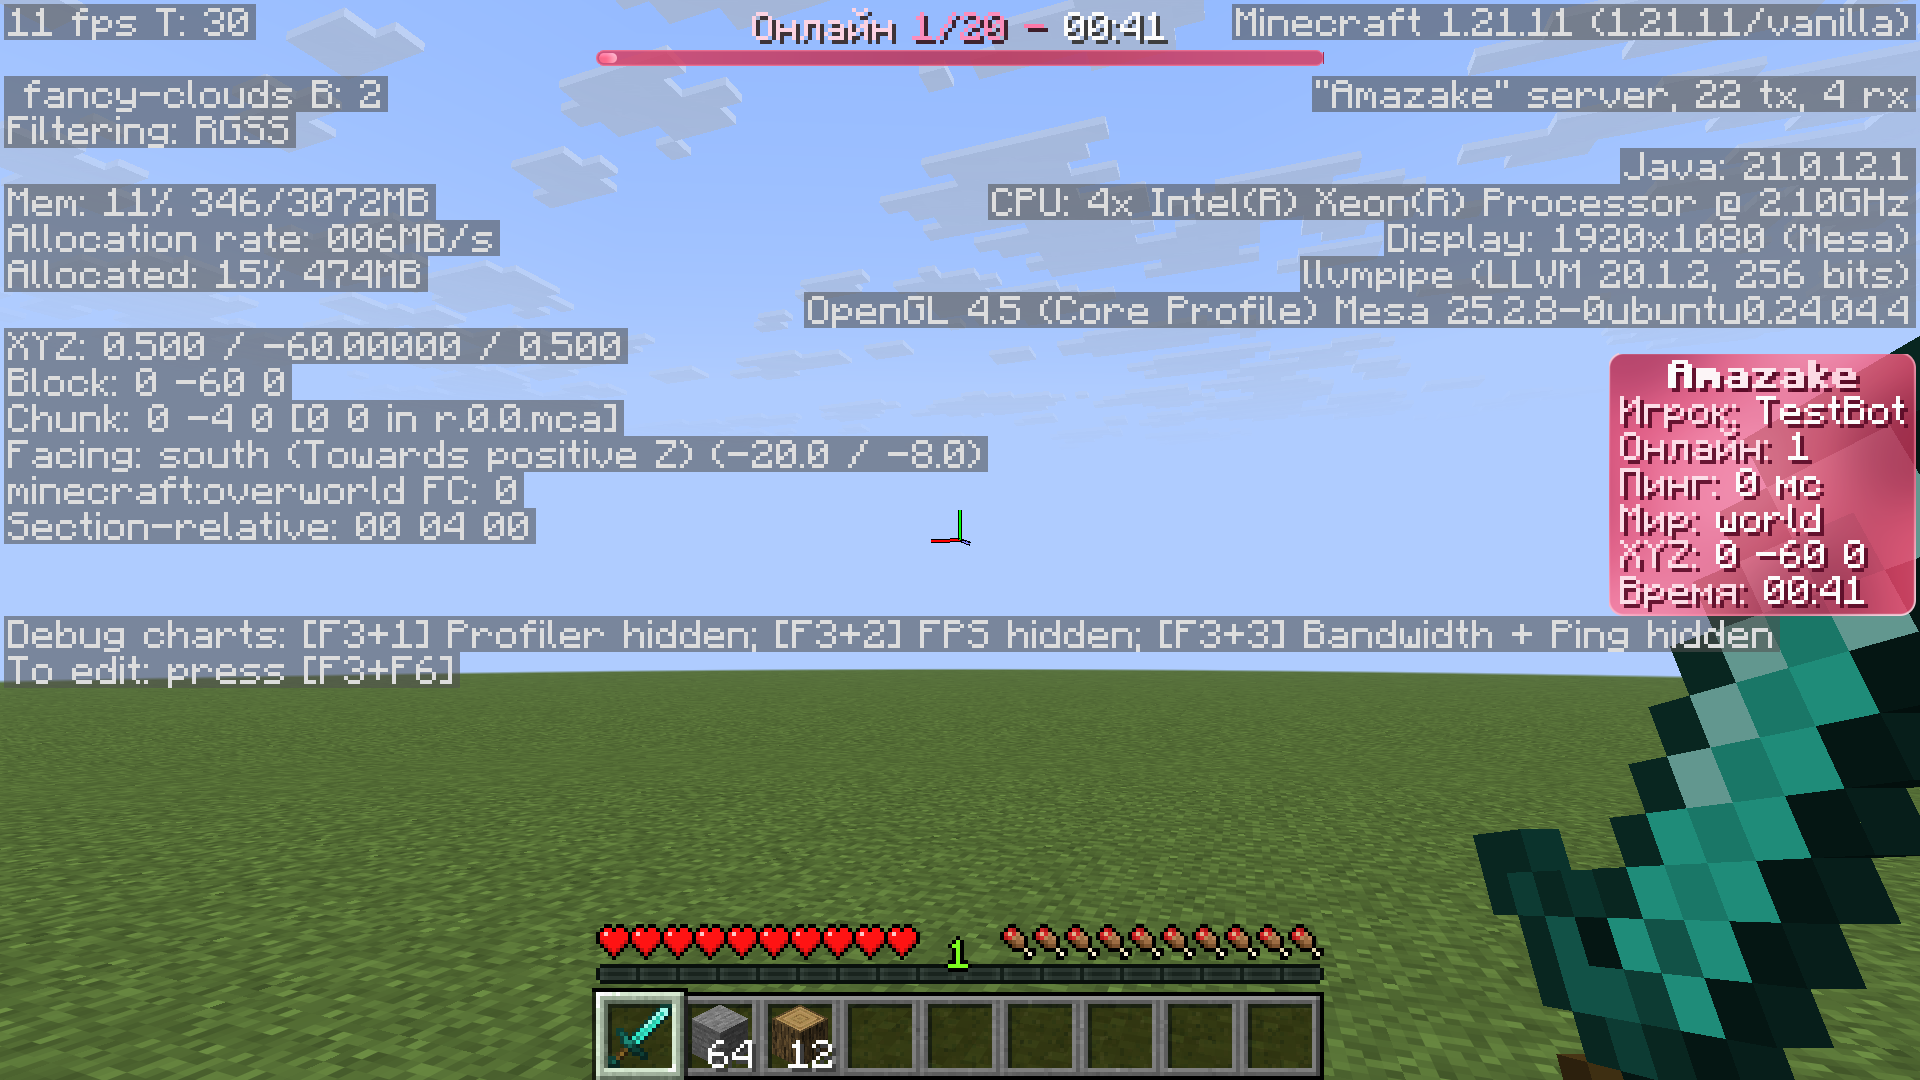 11 fps T: 30
Онлайн 1/20 - 00:41
Minecraft 1.21.11 (1.21.11/vanilla)
fancy-clouds B: 2
"Amazake" server, 22 tx, 4 rx
Filtering: RGSS
Java: 21.0.12.1
Mem: 11% 346/3072MB
CPU: 4x Intel(R) Xeon(R) Processor @ 2.10GHz
Allocation rate: 006MB/s
Display: 1920x1080 (Mesa)
Allocated: 15% 474MB
llvmpipe (LLVM 20.1.2, 256 bits)
OpenGL 4.5 (Core Profile) Mesa 25.2.8-0ubuntu0.24.04.4
XYZ: 0.500 / -60.00000 / 0.500
Block: 0 -60 0
Chunk: 0 -4 0 [0 0 in r.0.0.mca]
Facing: south (Towards positive Z) (-20.0 / -8.0)
minecraft:overworld FC: 0
Section-relative: 00 04 00
Amazake
Игрок: TestBot
Онлайн: 1
Пинг: 0 мс
Мир: world
XYZ: 0 -60 0
Время: 00:41
Debug charts: [F3+1] Profiler hidden; [F3+2] FPS hidden; [F3+3] Bandwidth + Ping hidden
To edit: press [F3+F6]
1
64
12